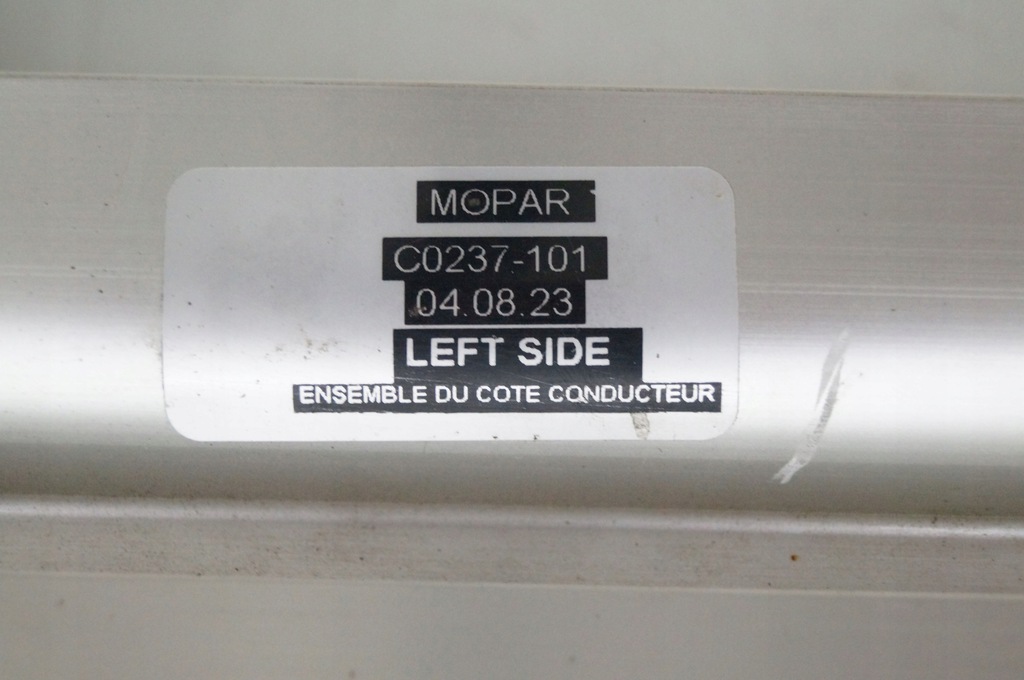 MOPAR
C0237-101
04.08.23
LEFT SIDE
ENSEMBLE DU COTE CONDUCTEUR